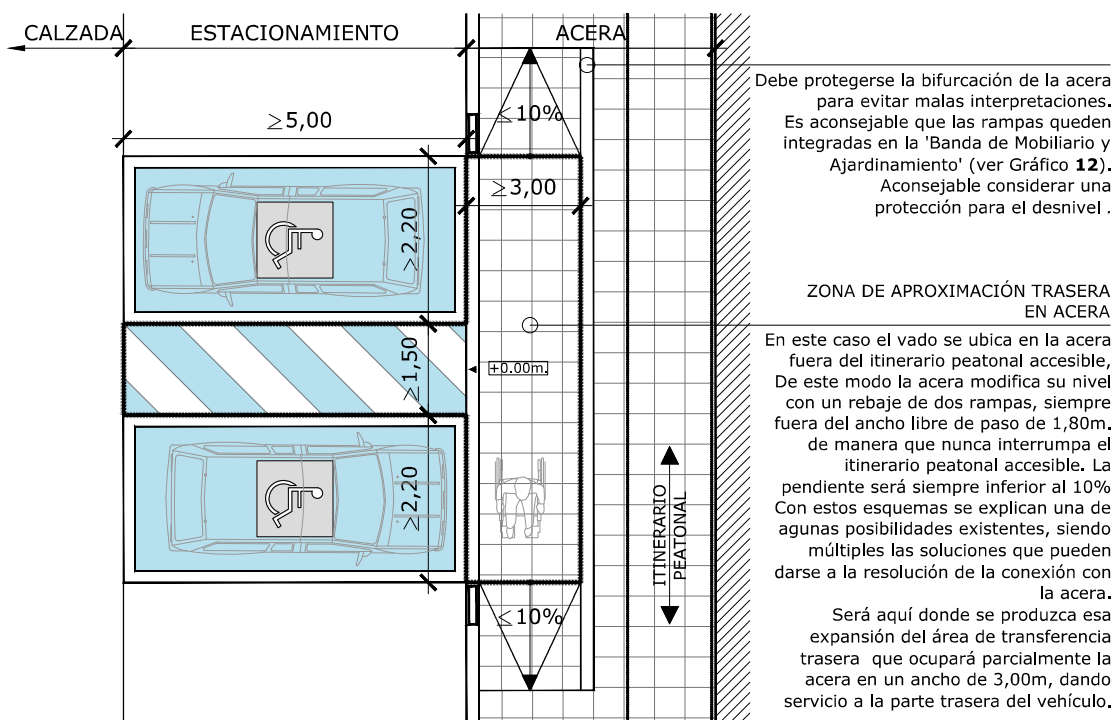 CALZADA
ESTACIONAMIENTO
ACERA
Debe protegerse la bifurcación de la acera
para evitar malas interpretaciones.
Es aconsejable que las rampas queden
integradas en la 'Banda de Mobiliario y
Ajardinamiento' (ver Gráfico 12).
Aconsejable considerar una
protección para el desnivel .
≤10%
≥5,00
≥3,00
≥2,20
≥1,50
+0.00m.
≥2,20
ZONA DE APROXIMACIÓN TRASERA
EN ACERA
En este caso el vado se ubica en la acera
fuera del itinerario peatonal accesible,
De este modo la acera modifica su nivel
con un rebaje de dos rampas, siempre
fuera del ancho libre de paso de 1,80m.
de manera que nunca interrumpa el
itinerario peatonal accesible. La
pendiente será siempre inferior al 10%
Con estos esquemas se explican una de
agunas posibilidades existentes, siendo
múltiples las soluciones que pueden
darse a la resolución de la conexión con
la acera.
Será aquí donde se produzca esa
expansión del área de transferencia
trasera que ocupará parcialmente la
acera en un ancho de 3,00m, dando
servicio a la parte trasera del vehículo.
ITINERARIO
PEATONAL
≤10%